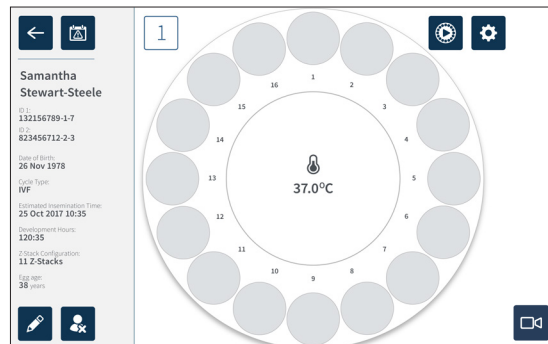 Samantha
Stewart-Steele
ID 1:
132156789-1-7
ID 2:
823456712-2-3
Date of Birth:
26 Nov 1978
Cycle Type:
IVF
Estimated Insemination Time:
25 Oct 2017 10:35
Development Hours:
120:35
Z-Stack Configuration:
11 Z-Stacks
Egg age:
38 years
1
1
2
3
4
5
6
7
8
9
10
11
12
13
14
15
16
37.0°C